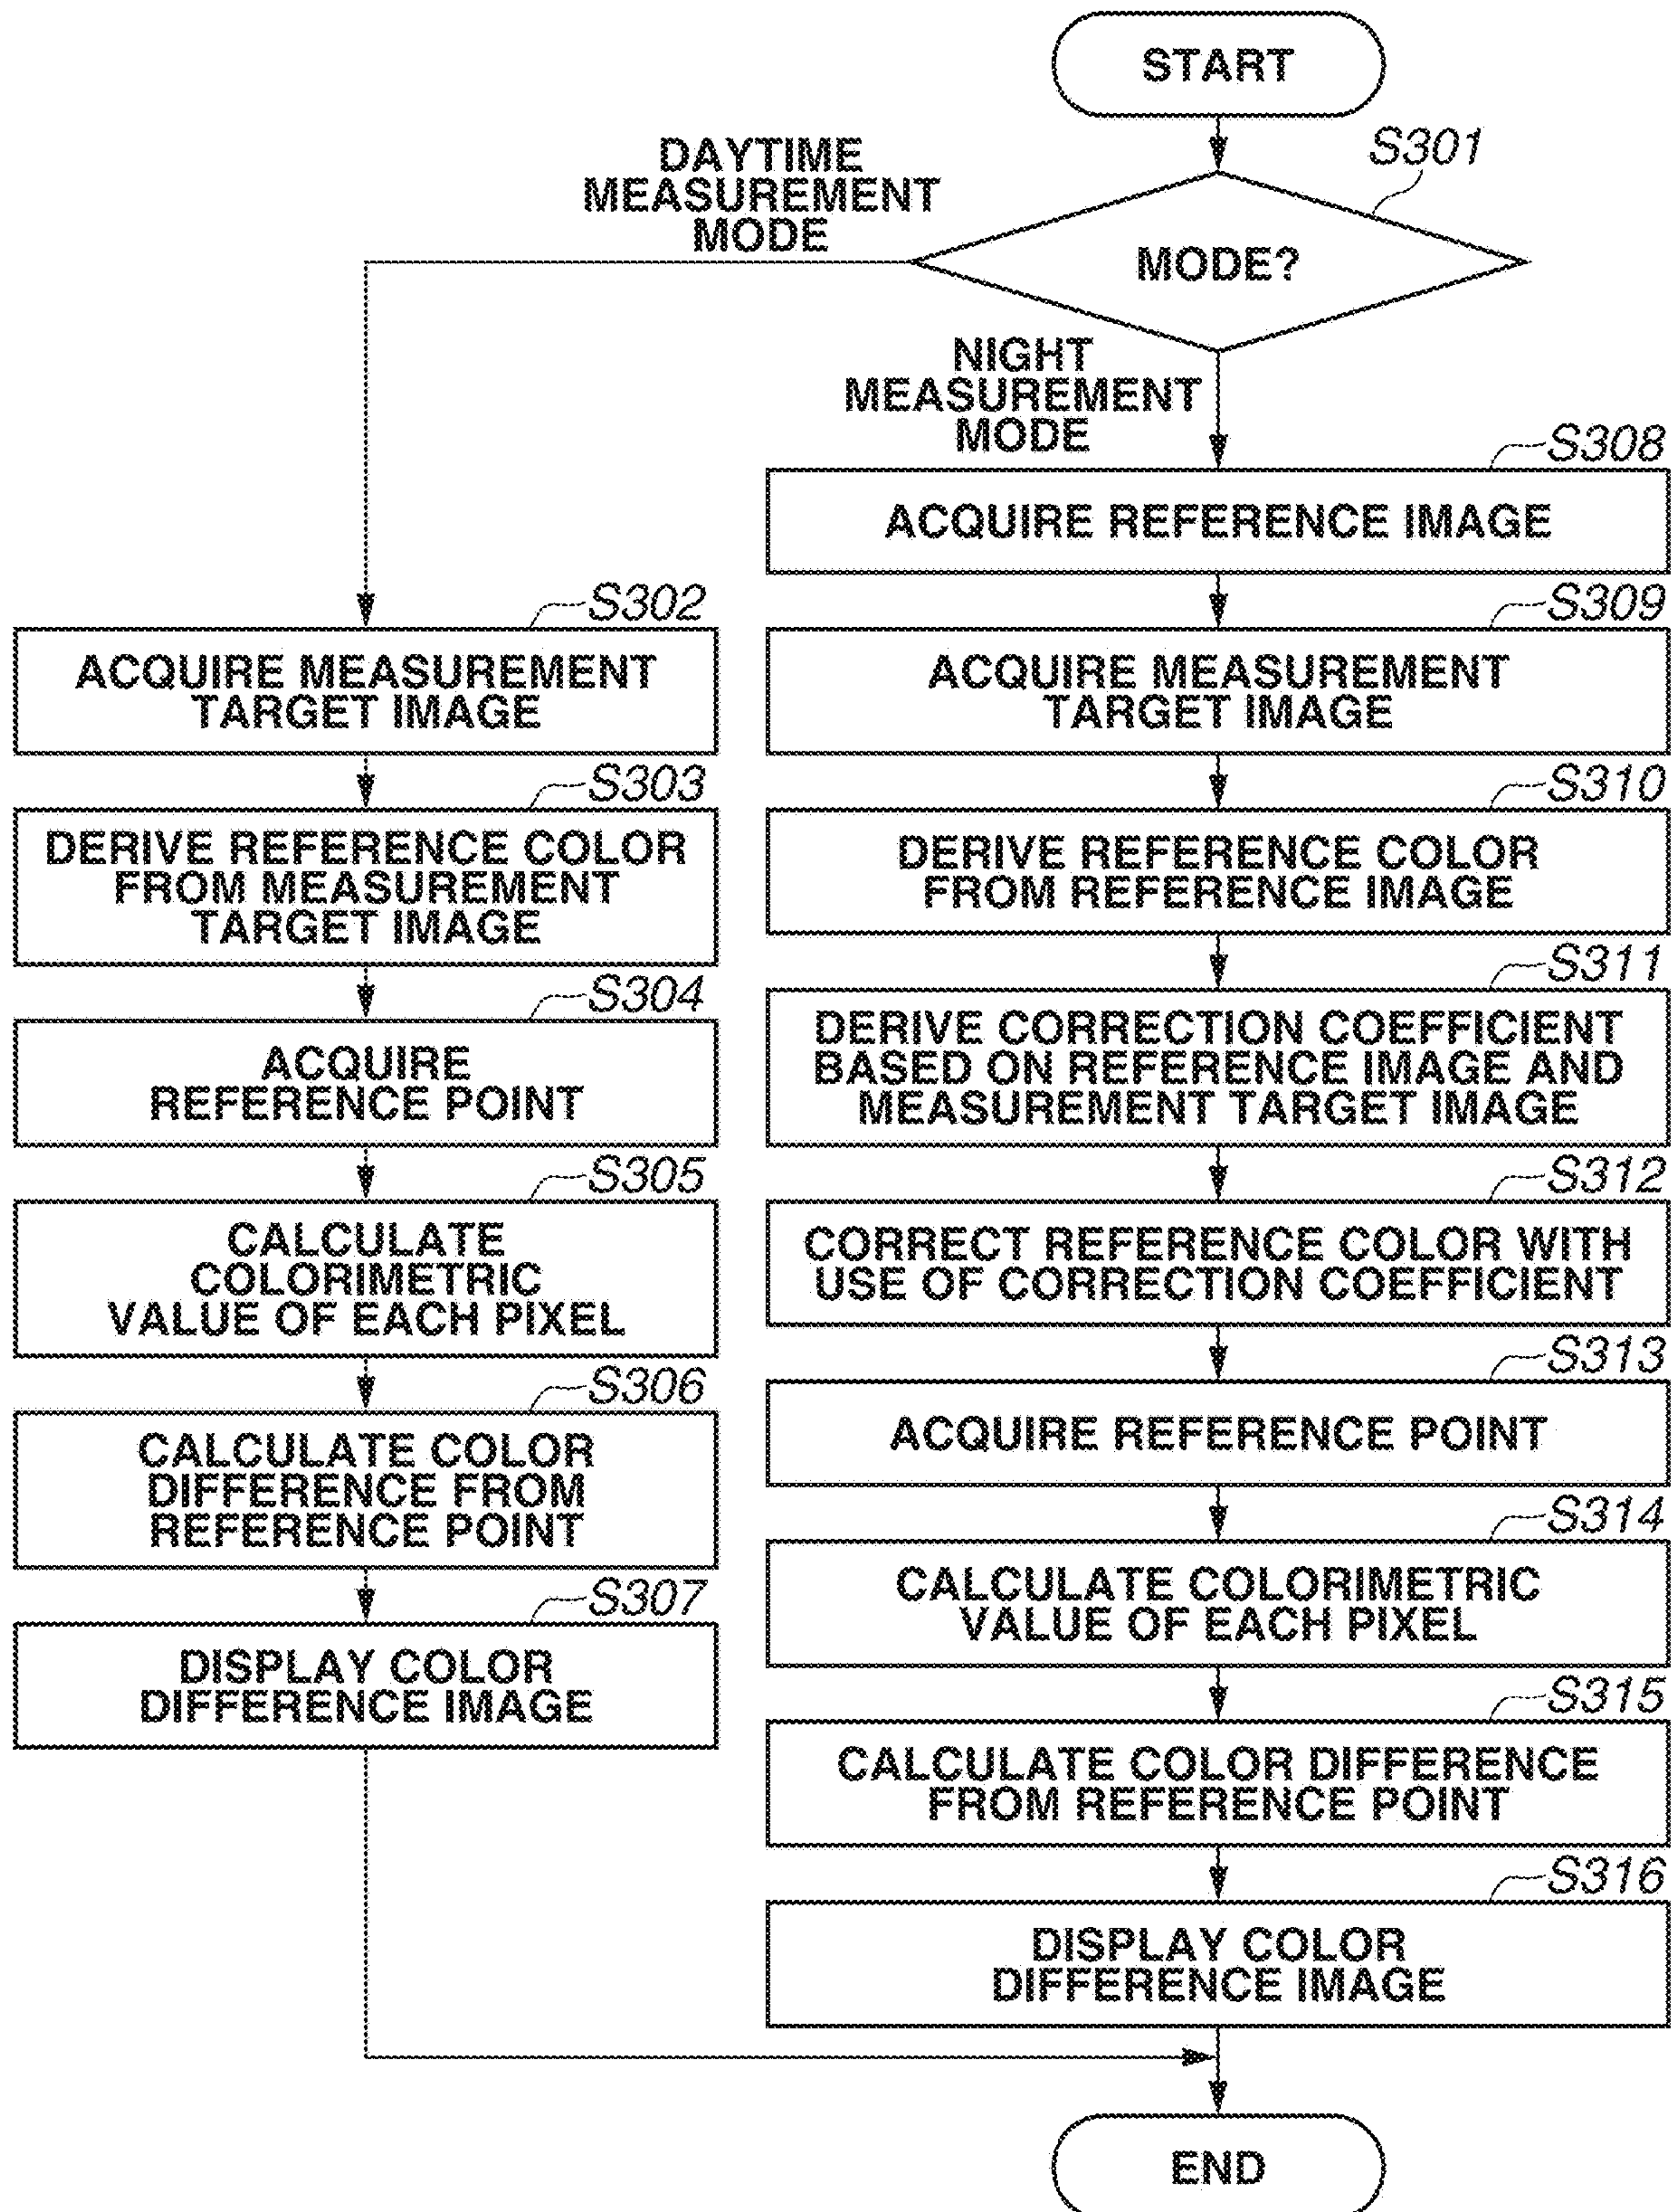 START
S301
MODE?
DAYTIME
MEASUREMENT
MODE
NIGHT
MEASUREMENT
MODE
S302
ACQUIRE MEASUREMENT
TARGET IMAGE
S303
DERIVE REFERENCE COLOR
FROM MEASUREMENT
TARGET IMAGE
S304
ACQUIRE
REFERENCE POINT
S305
CALCULATE
COLORIMETRIC
VALUE OF EACH PIXEL
S306
CALCULATE COLOR
DIFFERENCE FROM
REFERENCE POINT
S307
DISPLAY COLOR
DIFFERENCE IMAGE
S308
ACQUIRE REFERENCE IMAGE
S309
ACQUIRE MEASUREMENT
TARGET IMAGE
S310
DERIVE REFERENCE COLOR
FROM REFERENCE IMAGE
S311
DERIVE CORRECTION COEFFICIENT
BASED ON REFERENCE IMAGE AND
MEASUREMENT TARGET IMAGE
S312
CORRECT REFERENCE COLOR WITH
USE OF CORRECTION COEFFICIENT
S313
ACQUIRE REFERENCE POINT
S314
CALCULATE COLORIMETRIC
VALUE OF EACH PIXEL
S315
CALCULATE COLOR DIFFERENCE
FROM REFERENCE POINT
S316
DISPLAY COLOR
DIFFERENCE IMAGE
END